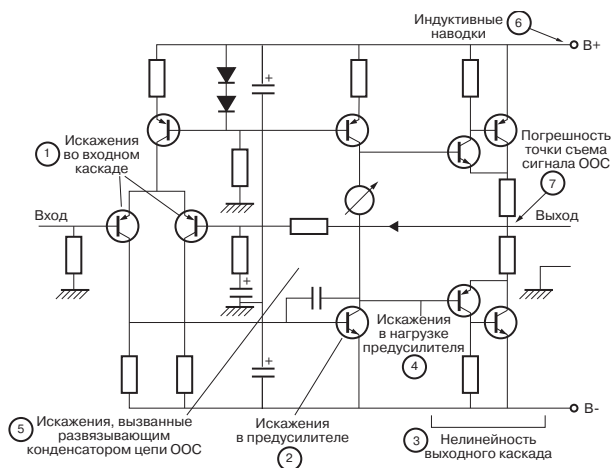 Индуктивные
наводки
6
B+
1
Искажения
во входном
каскаде
Погрешность
точки съема
сигнала ООС
7
Вход
Выход
+
+
+
Искажения
в нагрузке
предусилителя
4
5
Искажения, вызванные
развязывающим
конденсатором цепи ООС
Искажения
в предусилителе
2
B-
3
Нелинейность
выходного каскада